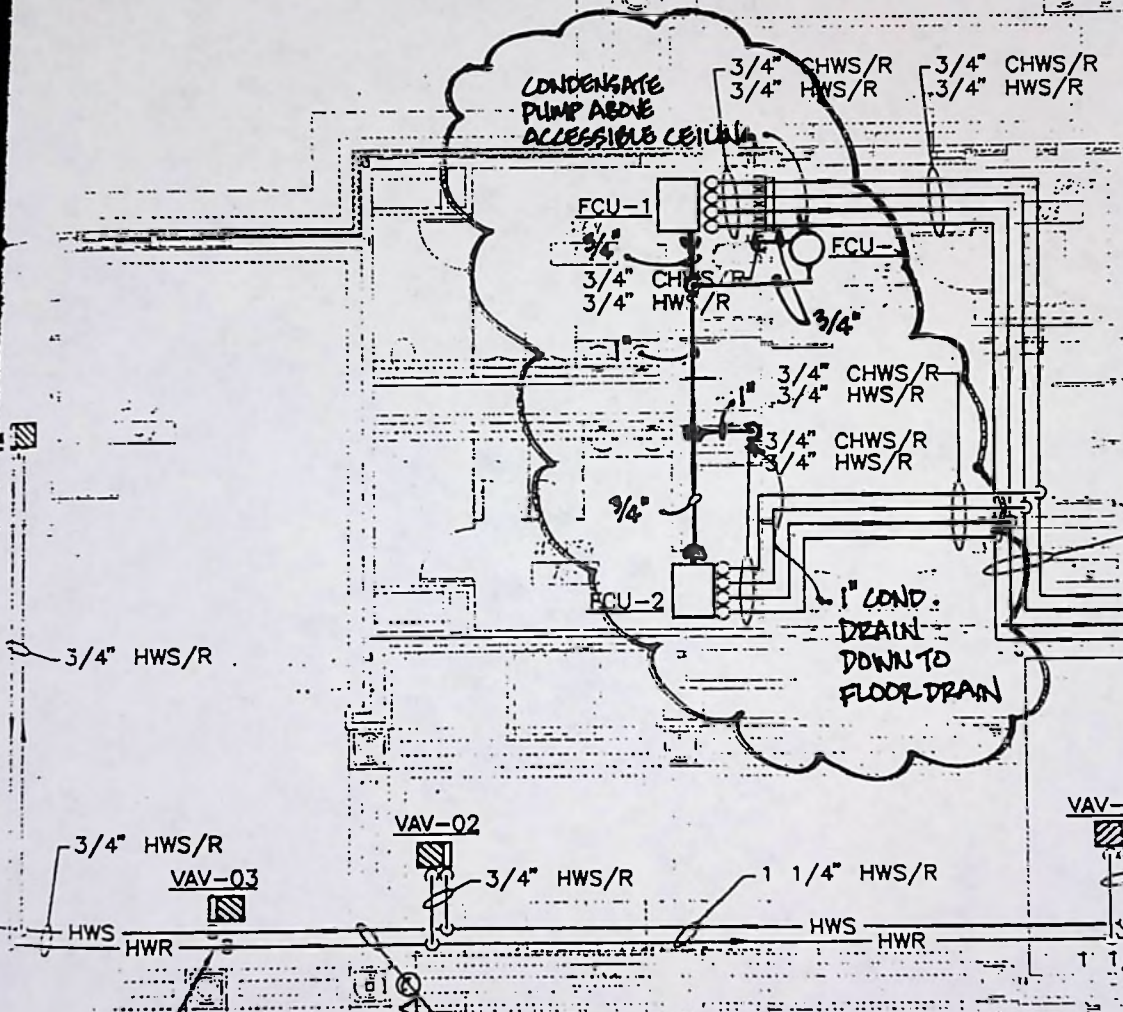 CONDENSATE
PUMP ABOVE
ACCESSIBLE CEILING
3/4" CHWS/R
3/4" HWS/R
3/4" CHWS/R
3/4" HWS/R
FCU-1
3/4"
3/4" CHWS/R
3/4" HWS/R
FCU-
3/4"
1"
3/4" CHWS/R
3/4" HWS/R
1"
3/4" CHWS/R
3/4" HWS/R
3/4"
FCU-2
1" COND.
DRAIN
DOWN TO
FLOOR DRAIN
3/4" HWS/R
VAV-02
VAV-
3/4" HWS/R
VAV-03
3/4" HWS/R
1 1/4" HWS/R
HWS
HWR
HWS
HWR